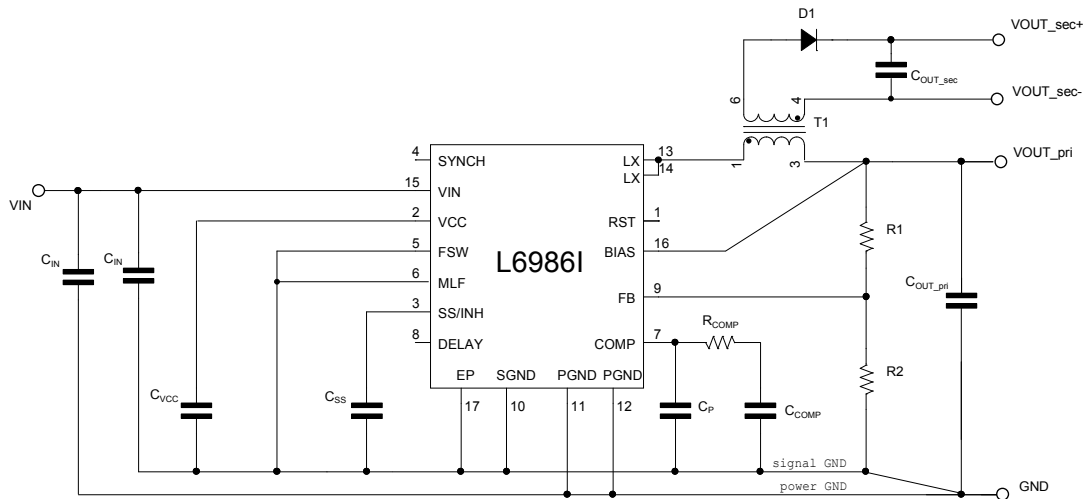 D1
VOUT_sec+
COUT_sec
6
4
VOUT_sec-
T1
1
3
VOUT_pri
4
SYNCH
LX
13
LX
14
VIN
15
VIN
2
VCC
RST
1
R1
CIN
CIN
5
FSW
L6986I
BIAS
16
6
MLF
FB
9
COUT_pri
3
SS/INH
RCOMP
8
DELAY
COMP
7
EP
SGND
PGND
PGND
R2
CVCC
CSS
17
10
11
12
CP
CCOMP
signal GND
power GND
GND